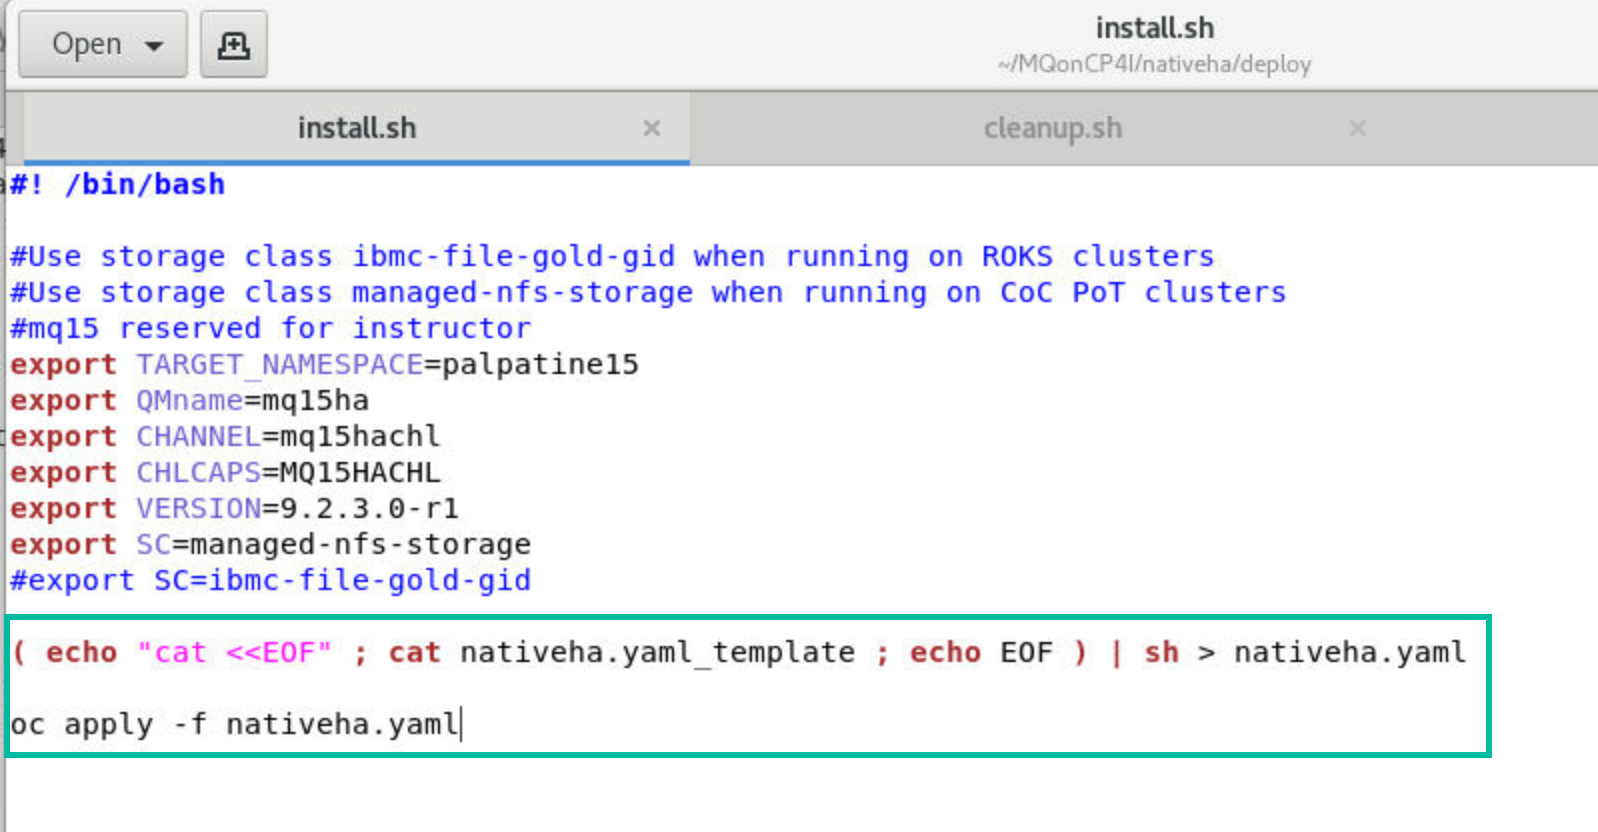 Open
install.sh
~/MQonCP4I/nativeha/deploy
install.sh
cleanup.sh
#! /bin/bash
#Use storage class ibmc-file-gold-gid when running on ROKS clusters
#Use storage class managed-nfs-storage when running on CoC PoT clusters
#mq15 reserved for instructor
export TARGET_NAMESPACE=palpatine15
export QMname=mq15ha
export CHANNEL=mq15hachl
export CHLCAPS=MQ15HACHL
export VERSION=9.2.3.0-r1
export SC=managed-nfs-storage
#export SC=ibmc-file-gold-gid
( echo "cat <<EOF" ; cat nativeha.yaml_template ; echo EOF ) | sh > nativeha.yaml
oc apply -f nativeha.yaml